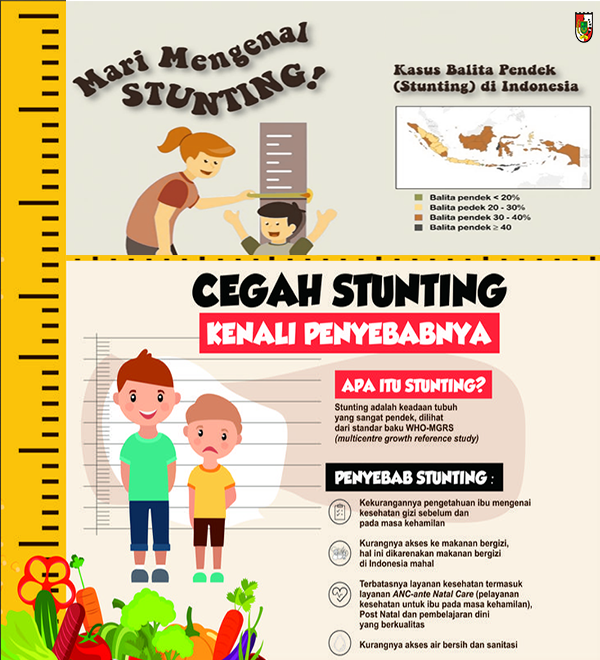 Mari Mengenal
STUNTING!
Kasus Balita Pendek
(Stunting) di Indonesia
Balita pendek < 20%
Balita pedek 20 - 30%
Balita pendek 30 - 40%
Balita pendek ≥ 40
CEGAH STUNTING
KENALI PENYEBABNYA
APA ITU STUNTING?
Stunting adalah keadaan tubuh
yang sangat pendek, dilihat
dari standar baku WHO-MGRS
(multicentre growth reference study)
PENYEBAB STUNTING :
Kekurangannya pengetahuan ibu mengenai
kesehatan gizi sebelum dan
pada masa kehamilan
Kurangnya akses ke makanan bergizi,
hal ini dikarenakan makanan bergizi
di Indonesia mahal
Terbatasnya layanan kesehatan termasuk
layanan ANC-ante Natal Care (pelayanan
kesehatan untuk ibu pada masa kehamilan),
Post Natal dan pembelajaran dini
yang berkualitas
Kurangnya akses air bersih dan sanitasi